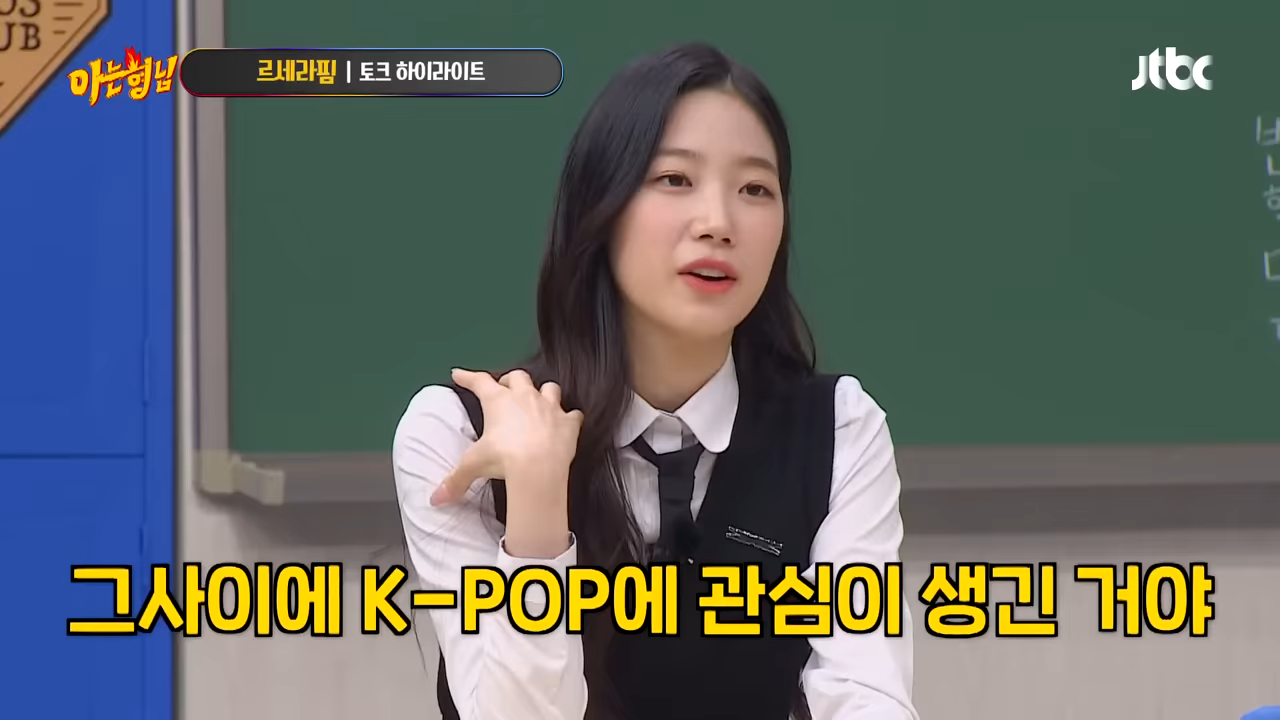 아는형님
르세라핌 | 토크 하이라이트
jtbc
UB
그사이에 K-POP에 관심이 생긴 거야